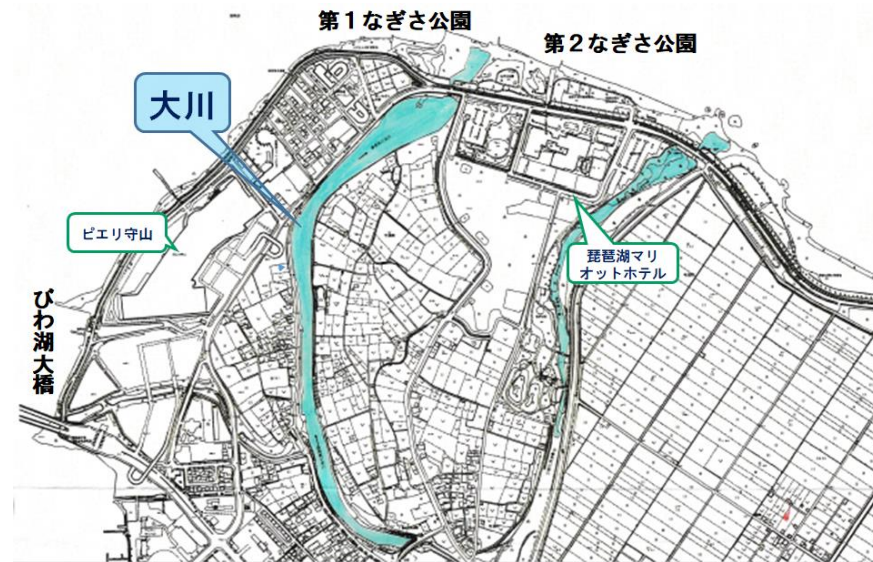 第１なぎさ公園
第２なぎさ公園
大川
ピエリ守山
琵琶湖マリ
オットホテル
びわ湖大橋